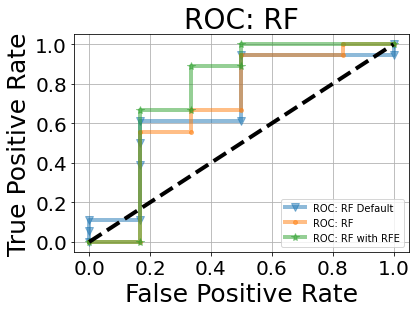 ROC: RF
True Positive Rate
1.0
0.8
0.6
0.4
0.2
0.0
ROC: RF Default
ROC: RF
ROC: RF with RFE
0.0 0.2 0.4 0.6 0.8 1.0
False Positive Rate